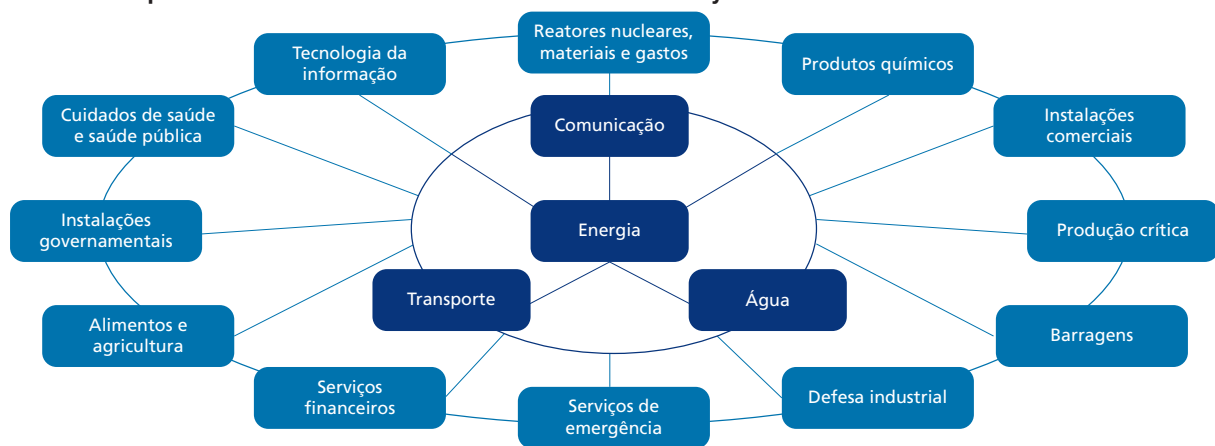 Reatores nucleares,
materiais e gastos
Tecnologia da
informação
Produtos químicos
Cuidados de saúde
e saúde pública
Comunicação
Instalações
comerciais
Instalações
governamentais
Energia
Produção crítica
Transporte
Água
Alimentos e
agricultura
Barragens
Serviços
financeiros
Serviços de
emergência
Defesa industrial